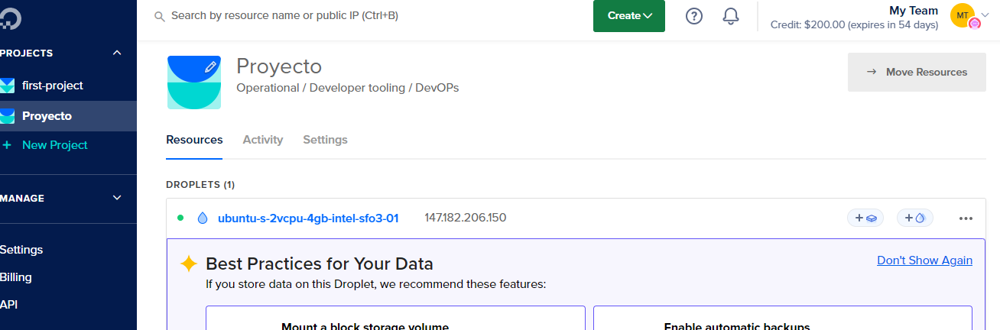 Search by resource name or public IP (Ctrl+B)
Create
?
My Team
Credit: $200.00 (expires in 54 days)
MT
PROJECTS
first-project
Proyecto
+ New Project
MANAGE
Settings
Billing
API
Proyecto
Operational / Developer tooling / DevOPs
→ Move Resources
Resources Activity Settings
DROPLETS (1)
ubuntu-s-2vcpu-4gb-intel-sfo3-01 147.182.206.150
Best Practices for Your Data
Don't Show Again
If you store data on this Droplet, we recommend these features:
Mount a block storage volume
Enable automatic backups